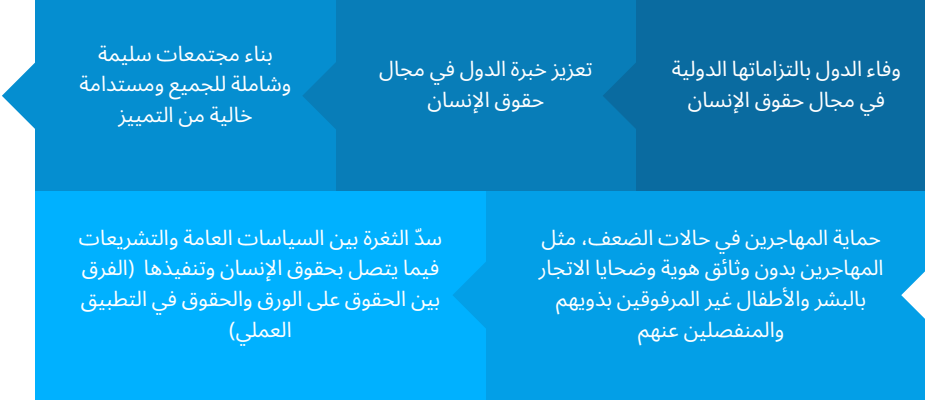 وفاء الدول بالتزاماتها الدولية
في مجال حقوق الإنسان
تعزيز خبرة الدول في مجال
حقوق الإنسان
بناء مجتمعات سليمة
وشاملة للجميع ومستدامة
خالية من التمييز
حماية المهاجرين في حالات الضعف، مثل
المهاجرين بدون وثائق هوية وضحايا الاتجار
بالبشر والأطفال غير المرفوقين بذويهم
والمنفصلين عنهم
سدّ الثغرة بين السياسات العامة والتشريعات
فيما يتصل بحقوق الإنسان وتنفيذها (الفرق
بين الحقوق على الورق والحقوق في التطبيق
العملي)